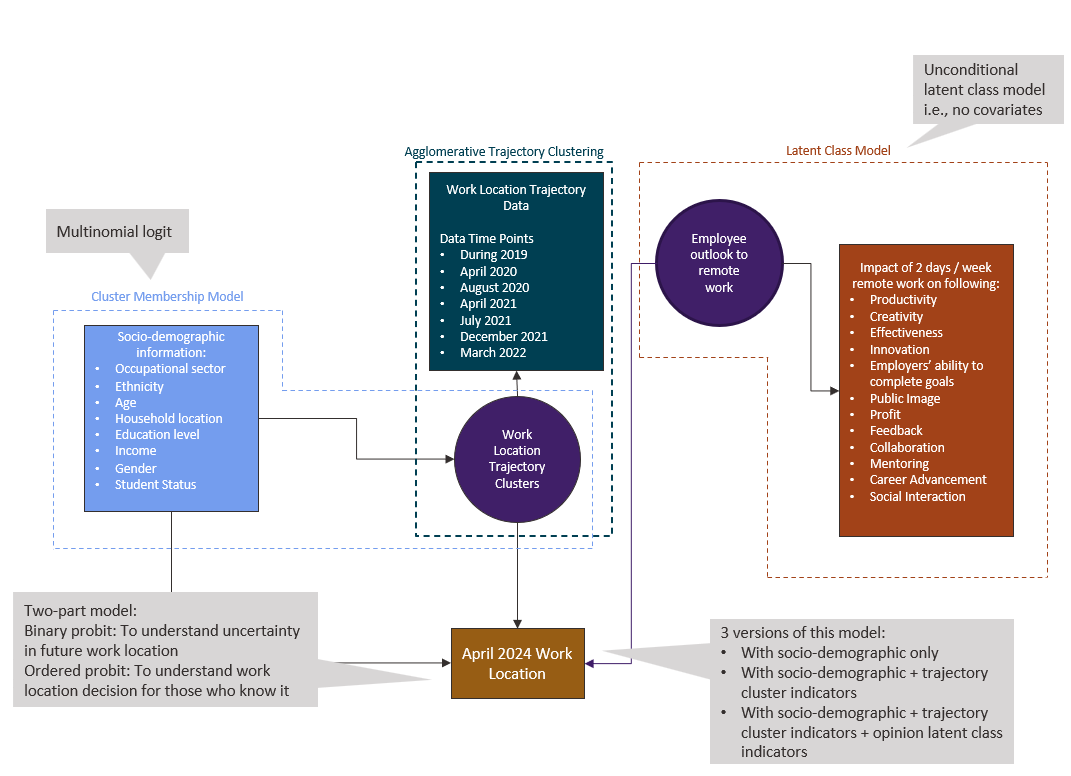 Unconditional
latent class model
i.e., no covariates
Agglomerative Trajectory Clustering
Latent Class Model
Work Location Trajectory
Data
Data Time Points
• During 2019
• April 2020
• August 2020
• April 2021
• July 2021
• December 2021
• March 2022
Employee
outlook to
remote
work
Impact of 2 days / week
remote work on following:
• Productivity
• Creativity
• Effectiveness
• Innovation
• Employers' ability to
complete goals
• Public Image
• Profit
• Feedback
• Collaboration
• Mentoring
• Career Advancement
• Social Interaction
Multinomial logit
Cluster Membership Model
Socio-demographic
information:
• Occupational sector
• Ethnicity
• Age
• Household location
• Education level
• Income
• Gender
• Student Status
Work
Location
Trajectory
Clusters
Two-part model:
Binary probit: To understand uncertainty
in future work location
Ordered probit: To understand work
location decision for those who know it
April 2024 Work
Location
3 versions of this model:
• With socio-demographic only
• With socio-demographic + trajectory
cluster indicators
• With socio-demographic + trajectory
cluster indicators + opinion latent class
indicators